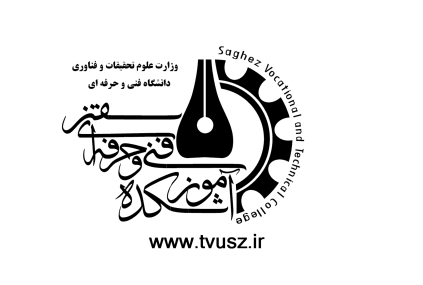 وزارت علوم تحقیقات و فناوری
دانشگاه فنی و حرفه ای
Saghez Vocational and Technical College
آموزشکده
فنی و حرفه‌ای
سقز
www.tvusz.ir